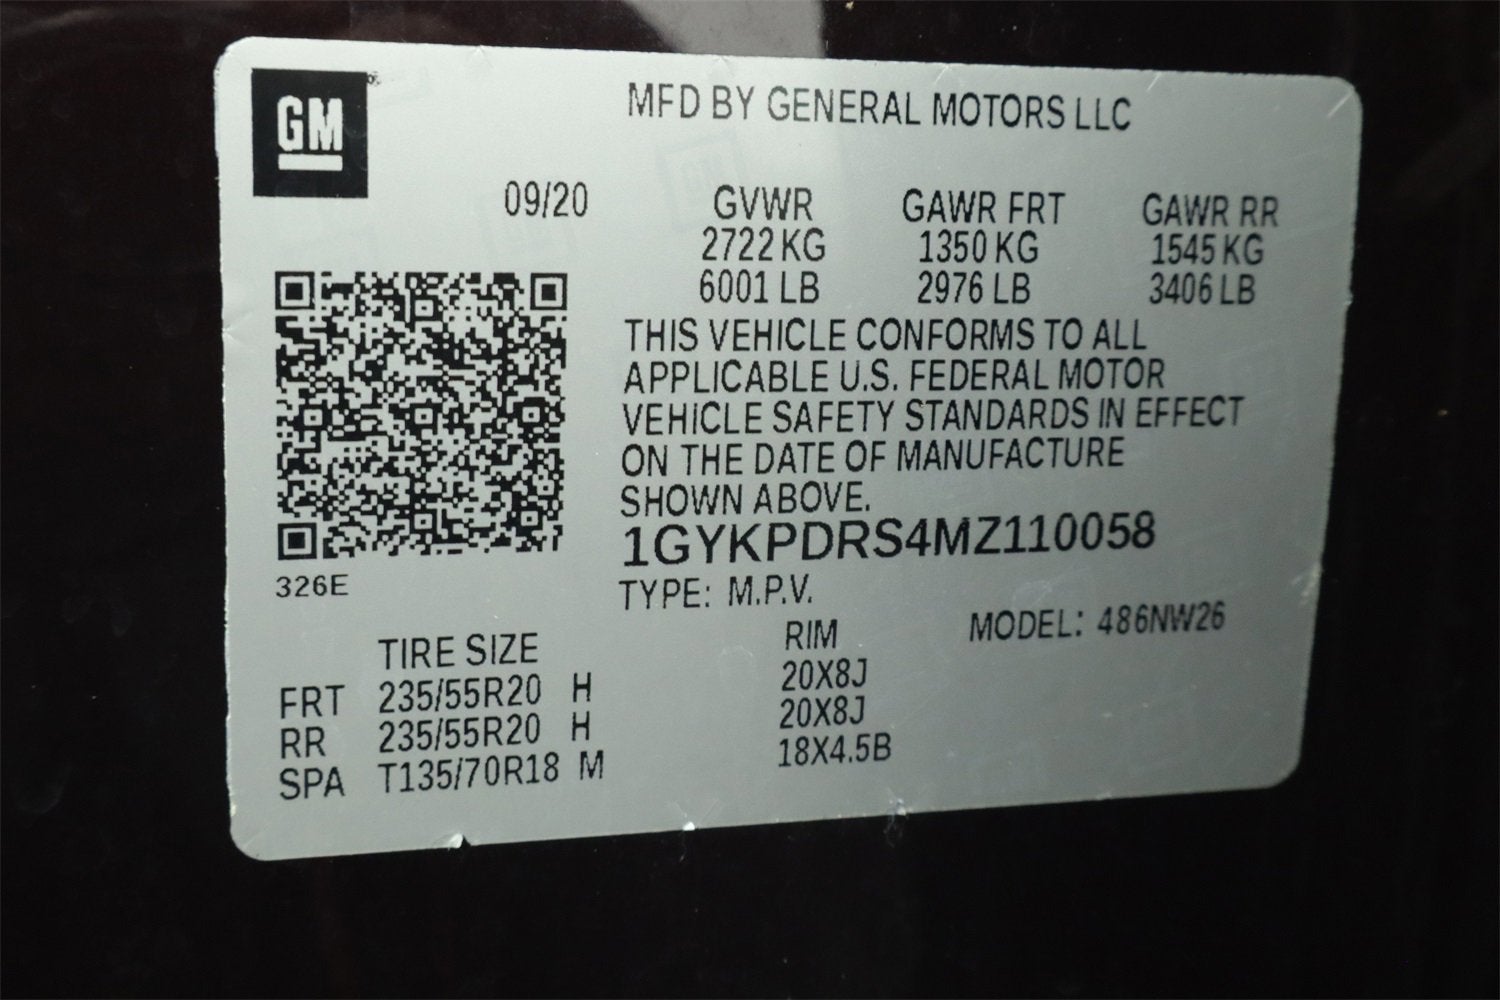 GM
MFD BY GENERAL MOTORS LLC
09/20 GVWR GAWR FRT GAWR RR
2722 KG 1350 KG 1545 KG
6001 LB 2976 LB 3406 LB
THIS VEHICLE CONFORMS TO ALL
APPLICABLE U.S. FEDERAL MOTOR
VEHICLE SAFETY STANDARDS IN EFFECT
ON THE DATE OF MANUFACTURE
SHOWN ABOVE.
1GYKPDRS4MZ110058
326E
TYPE: M.P.V.
MODEL: 486NW26
TIRE SIZE RIM
FRT 235/55R20 H 20X8J
RR 235/55R20 H 20X8J
SPA T135/70R18 M 18X4.5B